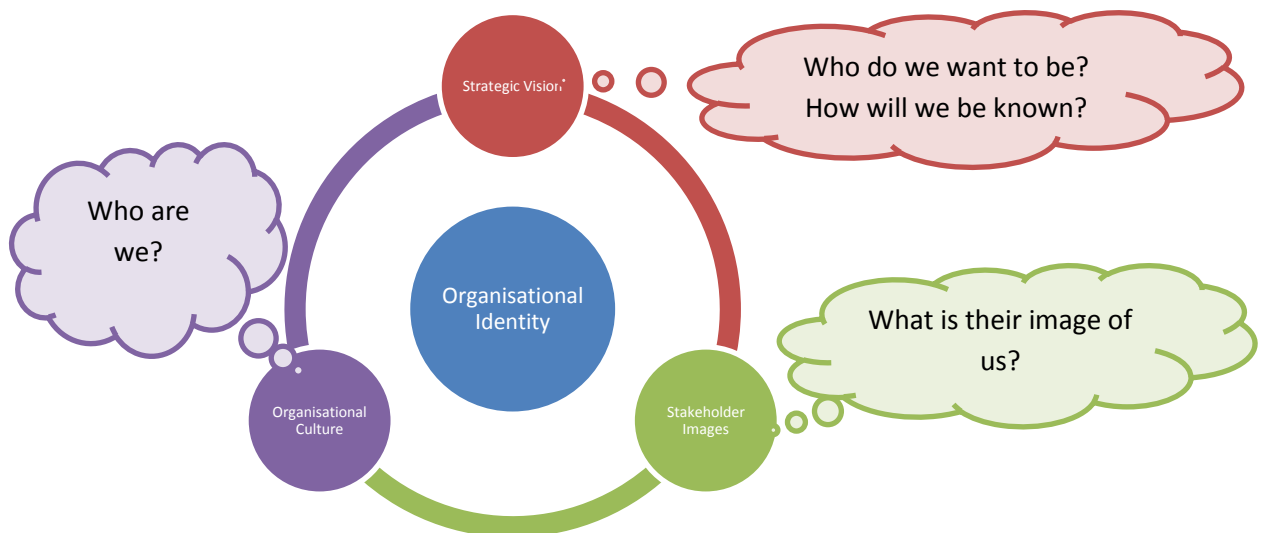 Strategic Vision
Who do we want to be?
How will we be known?
Who are
we?
Organisational
Identity
What is their image of
us?
Organisational
Culture
Stakeholder
Images